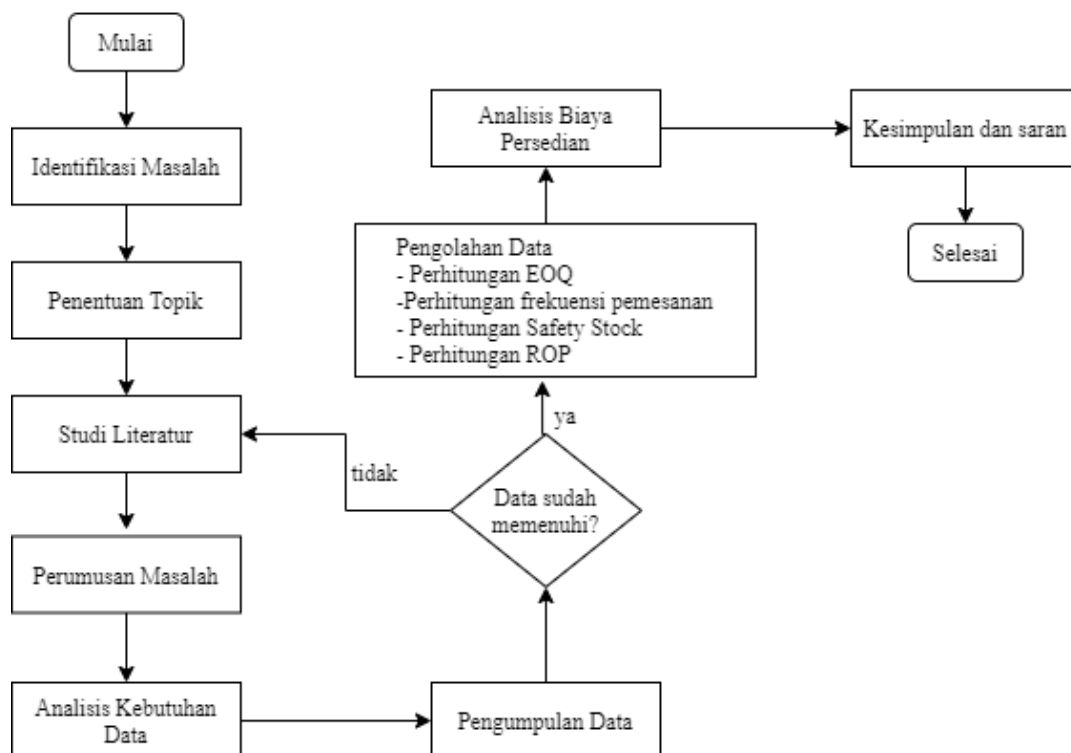 Mulai
Identifikasi Masalah
Penentuan Topik
Studi Literatur
Perumusan Masalah
Analisis Kebutuhan
Data
Pengumpulan Data
Data sudah
memenuhi?
tidak
ya
Pengolahan Data
- Perhitungan EOQ
-Perhitungan frekuensi pemesanan
- Perhitungan Safety Stock
- Perhitungan ROP
Analisis Biaya
Persedian
Kesimpulan dan saran
Selesai